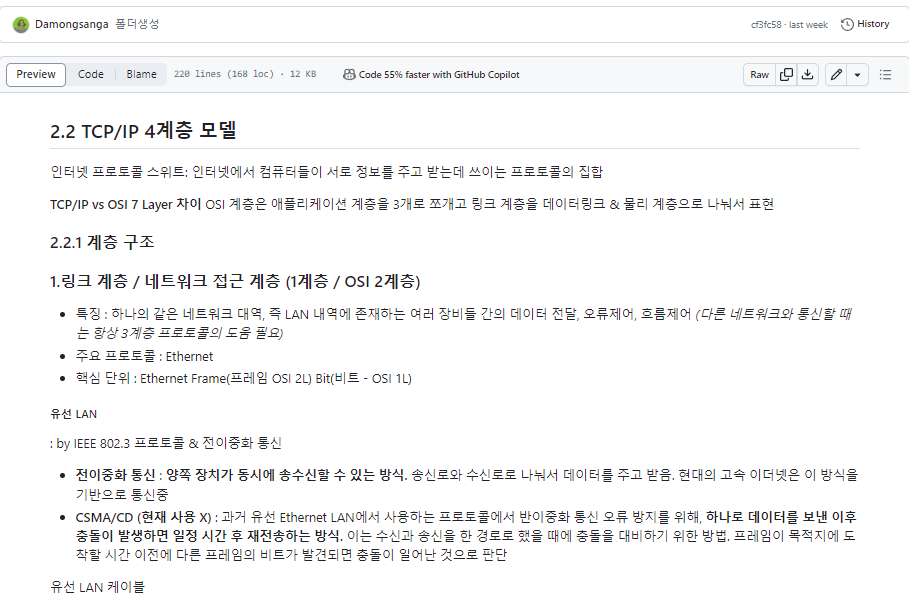 Damongsanga 폴더생성 cf3fc58 · last week History
Preview Code Blame 220 lines (168 loc) · 12 KB Code 55% faster with GitHub Copilot Raw
2.2 TCP/IP 4계층 모델
인터넷 프로토콜 스위트; 인터넷에서 컴퓨터들이 서로 정보를 주고 받는데 쓰이는 프로토콜의 집합
TCP/IP vs OSI 7 Layer 차이 OSI 계층은 애플리케이션 계층을 3개로 쪼개고 링크 계층을 데이터링크 & 물리 계층으로 나눠서 표현
2.2.1 계층 구조
1.링크 계층 / 네트워크 접근 계층 (1계층 / OSI 2계층)
• 특징 : 하나의 같은 네트워크 대역, 즉 LAN 내역에 존재하는 여러 장비들 간의 데이터 전달, 오류제어, 흐름제어 (다른 네트워크와 통신할 때
는 항상 3계층 프로토콜의 도움 필요)
• 주요 프로토콜 : Ethernet
• 핵심 단위 : Ethernet Frame(프레임 OSI 2L) Bit(비트 - OSI 1L)
유선 LAN
: by IEEE 802.3 프로토콜 & 전이중화 통신
• 전이중화 통신 : 양쪽 장치가 동시에 송수신할 수 있는 방식. 송신로와 수신로로 나눠서 데이터를 주고 받음. 현대의 고속 이더넷은 이 방식을
기반으로 통신중
• CSMA/CD (현재 사용 X) : 과거 유선 Ethernet LAN에서 사용하는 프로토콜에서 반이중화 통신 오류 방지를 위해, 하나로 데이터를 보낸 이후
충돌이 발생하면 일정 시간 후 재전송하는 방식. 이는 수신과 송신을 한 경로로 했을 때에 충돌을 대비하기 위한 방법. 프레임이 목적지에 도
착할 시간 이전에 다른 프레임의 비트가 발견되면 충돌이 일어난 것으로 판단
유선 LAN 케이블